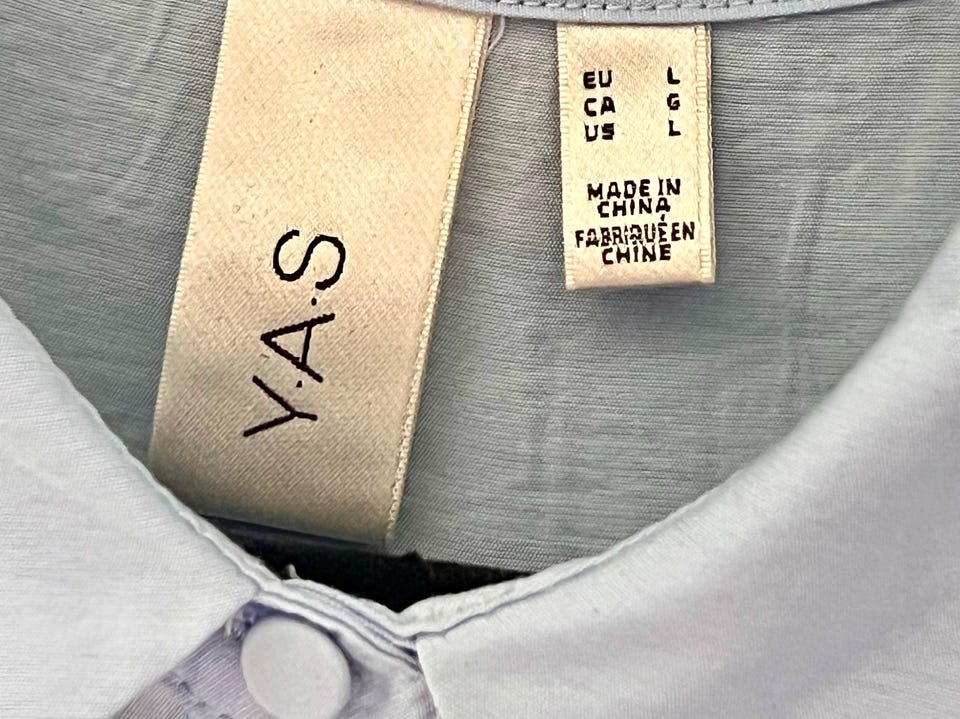 Y.A.S
EU L
CA G
US L
MADE IN
CHINA
FABRIQUÉ EN
CHINE